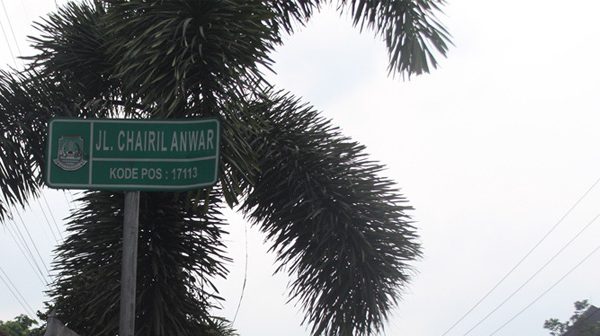 JL. CHAIRIL ANWAR
KODE POS : 17113